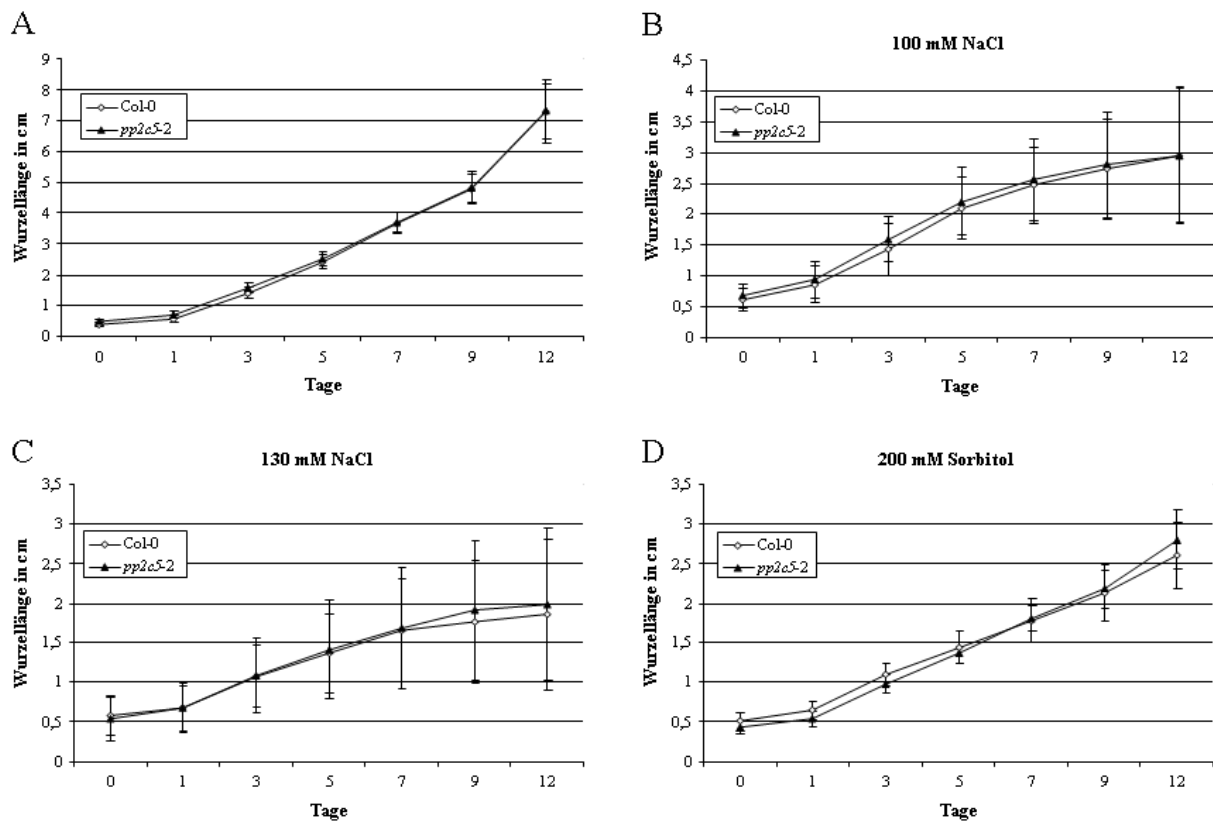 A
Wurzellänge in cm
9
8
7
6
5
4
3
2
1
0
Col-0
pp2c5-2
0 1 3 5 7 9 12
Tage
B
100 mM NaCl
Wurzellänge in cm
4,5
4
3,5
3
2,5
2
1,5
1
0,5
0
Col-0
pp2c5-2
0 1 3 5 7 9 12
Tage
C
130 mM NaCl
Wurzellänge in cm
3,5
3
2,5
2
1,5
1
0,5
0
Col-0
pp2c5-2
0 1 3 5 7 9 12
Tage
D
200 mM Sorbitol
Wurzellänge in cm
3,5
3
2,5
2
1,5
1
0,5
0
Col-0
pp2c5-2
0 1 3 5 7 9 12
Tage